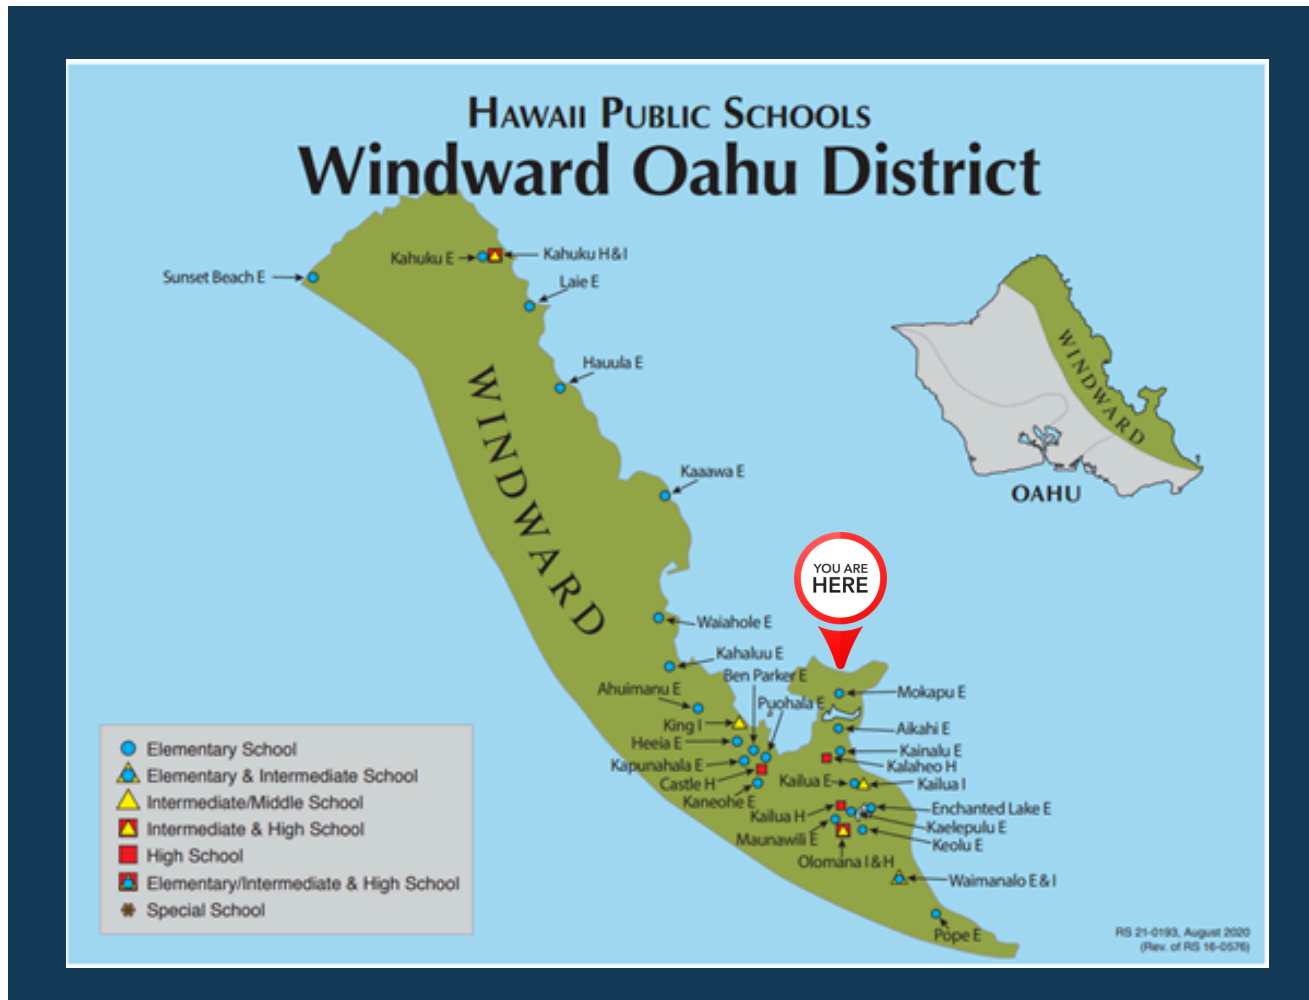 HAWAII PUBLIC SCHOOLS
Windward Oahu District
Kahuku E
Kahuku H & I
Sunset Beach E
Laie E
Hauula E
WINDWARD
Kaaawa E
WINDWARD
OAHU
YOU ARE
HERE
Waiahole E
Kahaluu E
Ben Parker E
Ahuimanu E
Puohala E
Mokapu E
King I
Aikahi E
Heeia E
Kainalu E
Kapunahala E
Kalaheo H
Castle H
Kailua E
Kailua I
Kaneohe E
Enchanted Lake E
Kailua H
Kaelepulu E
Maunawili E
Keolu E
Olomana I & H
Waimanalo E & I
Pope E
Elementary School
Elementary & Intermediate School
Intermediate/Middle School
Intermediate & High School
High School
Elementary/Intermediate & High School
Special School
RS 21-0193, August 2020
(Rev. of RS 16-0576)